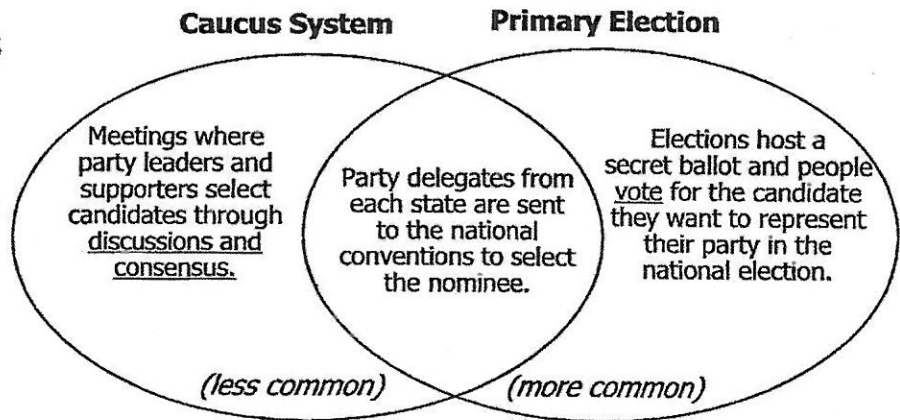 Caucus System
Primary Election
Meetings where
party leaders and
supporters select
candidates through
discussions and
consensus.
(less common)
Party delegates from
each state are sent
to the national
conventions to select
the nominee.
Elections host a
secret ballot and people
vote for the candidate
they want to represent
their party in the
national election.
(more common)